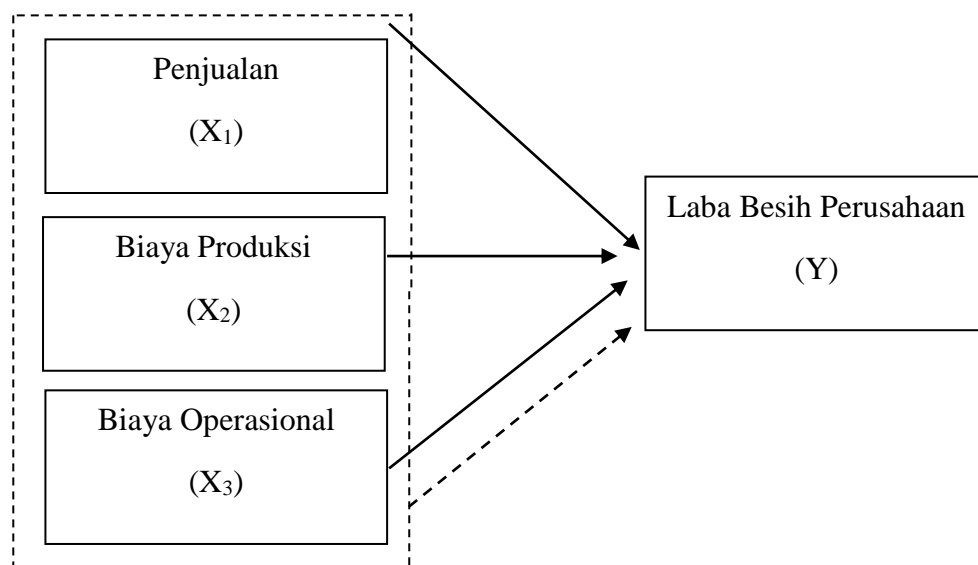 Penjualan
(X₁)
Biaya Produksi
(X₂)
Biaya Operasional
(X₃)
Laba Besih Perusahaan
(Y)